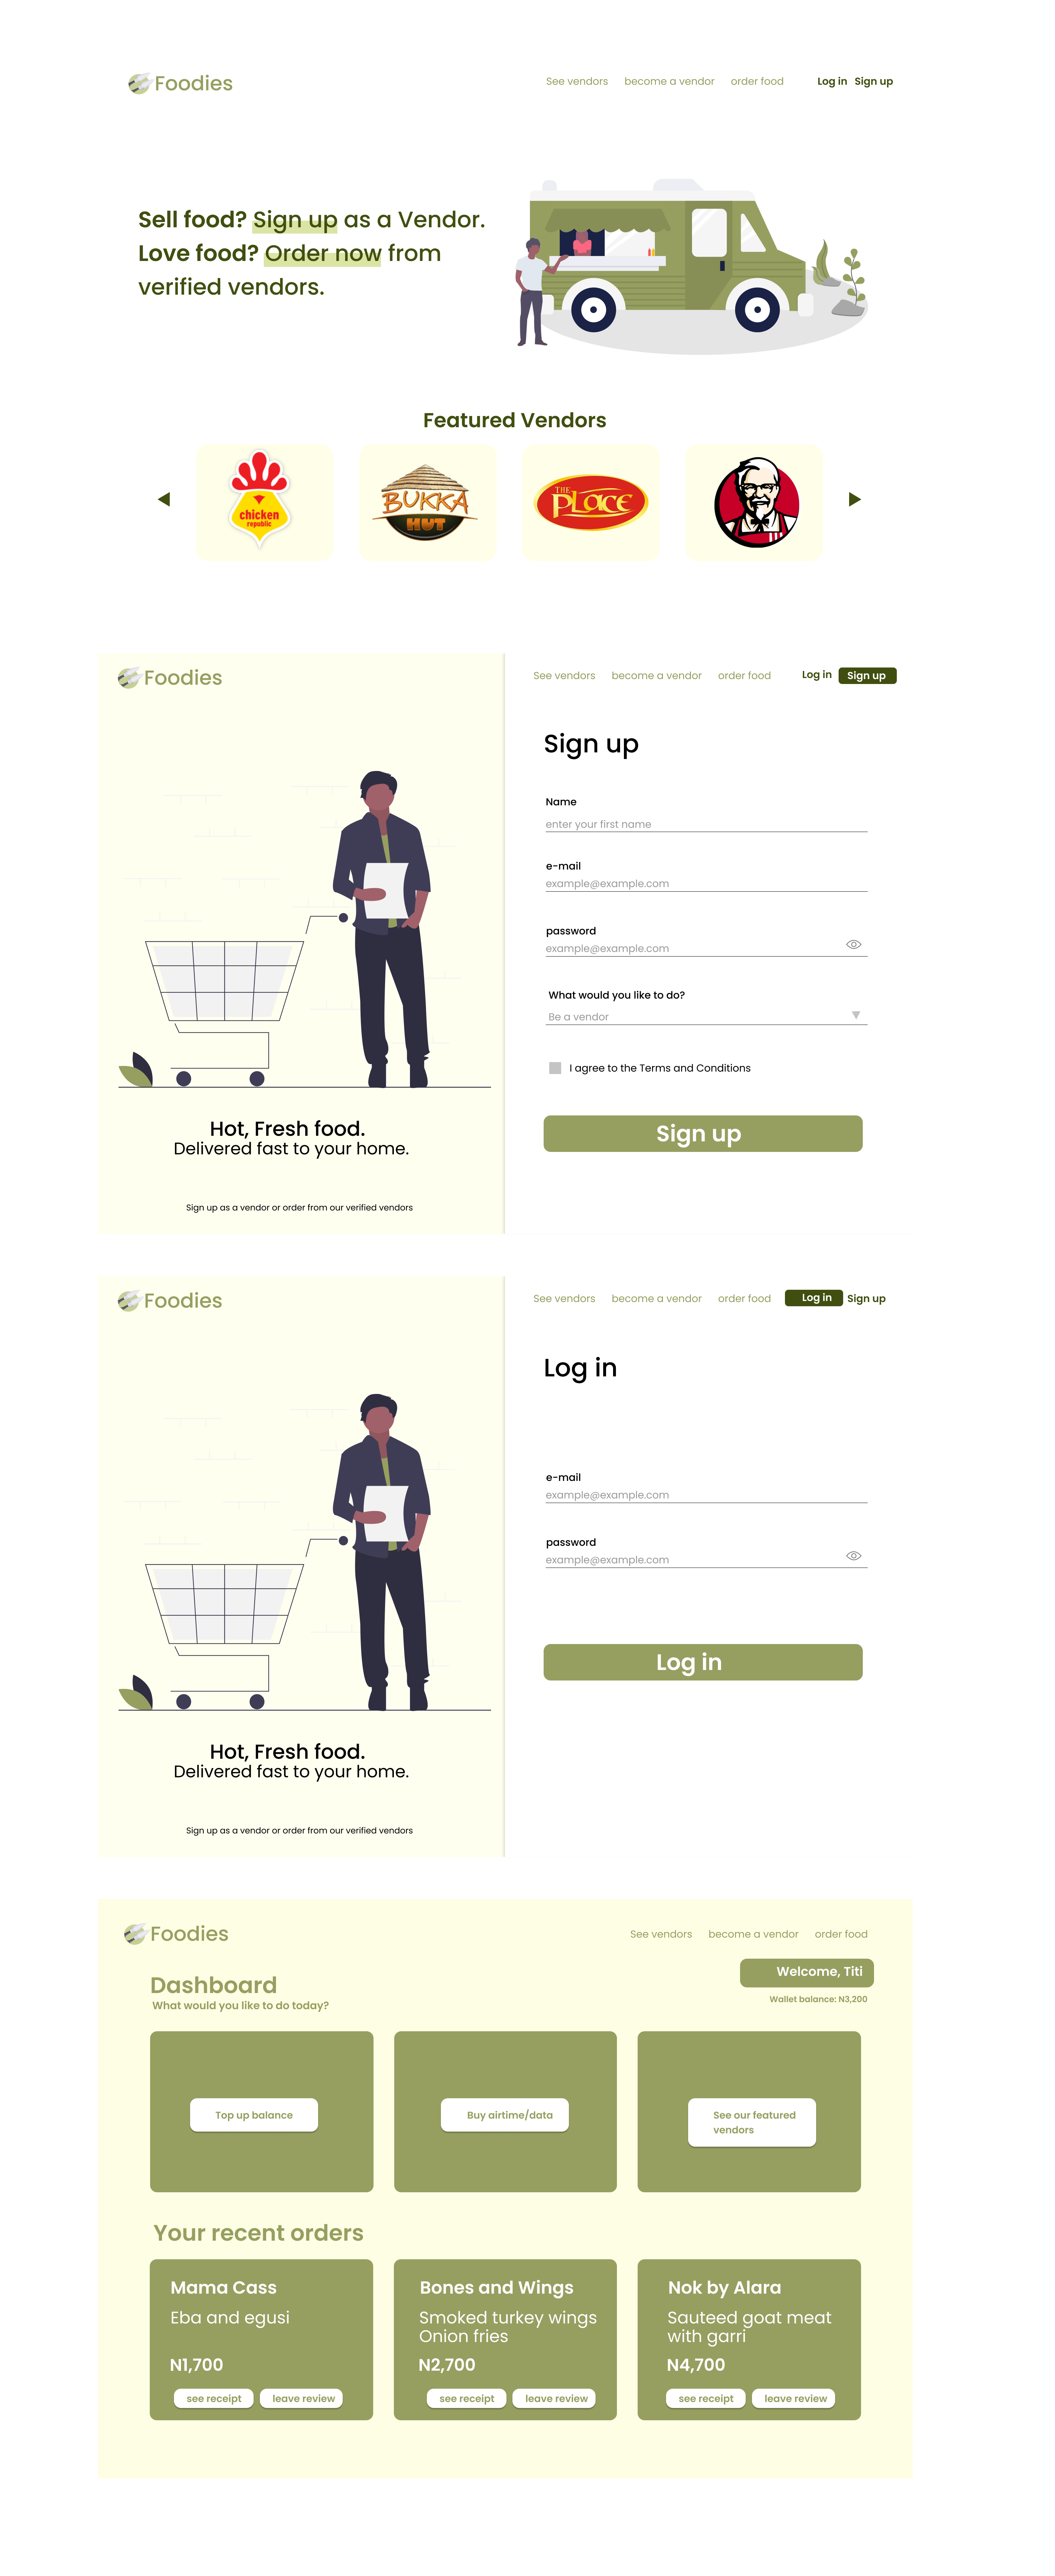 Foodies
See vendors become a vendor order food Log in Sign up
Sell food? Sign up as a Vendor.
Love food? Order now from
verified vendors.
Featured Vendors
chicken
republic
BUKKA
HUT
THE
PLACE
Foodies
See vendors become a vendor order food Log in Sign up
Sign up
Name
enter your first name
e-mail
example@example.com
password
example@example.com
What would you like to do?
Be a vendor
I agree to the Terms and Conditions
Sign up
Hot, Fresh food.
Delivered fast to your home.
Sign up as a vendor or order from our verified vendors
Foodies
See vendors become a vendor order food Log in Sign up
Log in
e-mail
example@example.com
password
example@example.com
Log in
Hot, Fresh food.
Delivered fast to your home.
Sign up as a vendor or order from our verified vendors
Foodies
See vendors become a vendor order food
Welcome, Titi
Wallet balance: N3,200
Dashboard
What would you like to do today?
Top up balance
Buy airtime/data
See our featured
vendors
Your recent orders
Mama Cass
Eba and egusi
N1,700
see receipt leave review
Bones and Wings
Smoked turkey wings
Onion fries
N2,700
see receipt leave review
Nok by Alara
Sauteed goat meat
with garri
N4,700
see receipt leave review